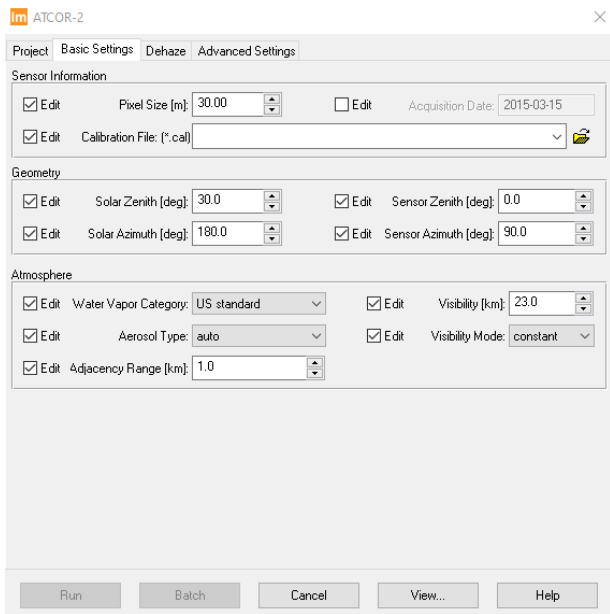 Im ATCOR-2
Project Basic Settings Dehaze Advanced Settings
Sensor Information
Edit Pixel Size [m]: 30.00 Edit Acquisition Date: 2015-03-15
Edit Calibration File: (*.cal)
Geometry
Edit Solar Zenith [deg]: 30.0 Edit Sensor Zenith [deg]: 0.0
Edit Solar Azimuth [deg]: 180.0 Edit Sensor Azimuth [deg]: 90.0
Atmosphere
Edit Water Vapor Category: US standard Edit Visibility [km]: 23.0
Edit Aerosol Type: auto Edit Visibility Mode: constant
Edit Adjacency Range [km]: 1.0
Run Batch Cancel View... Help